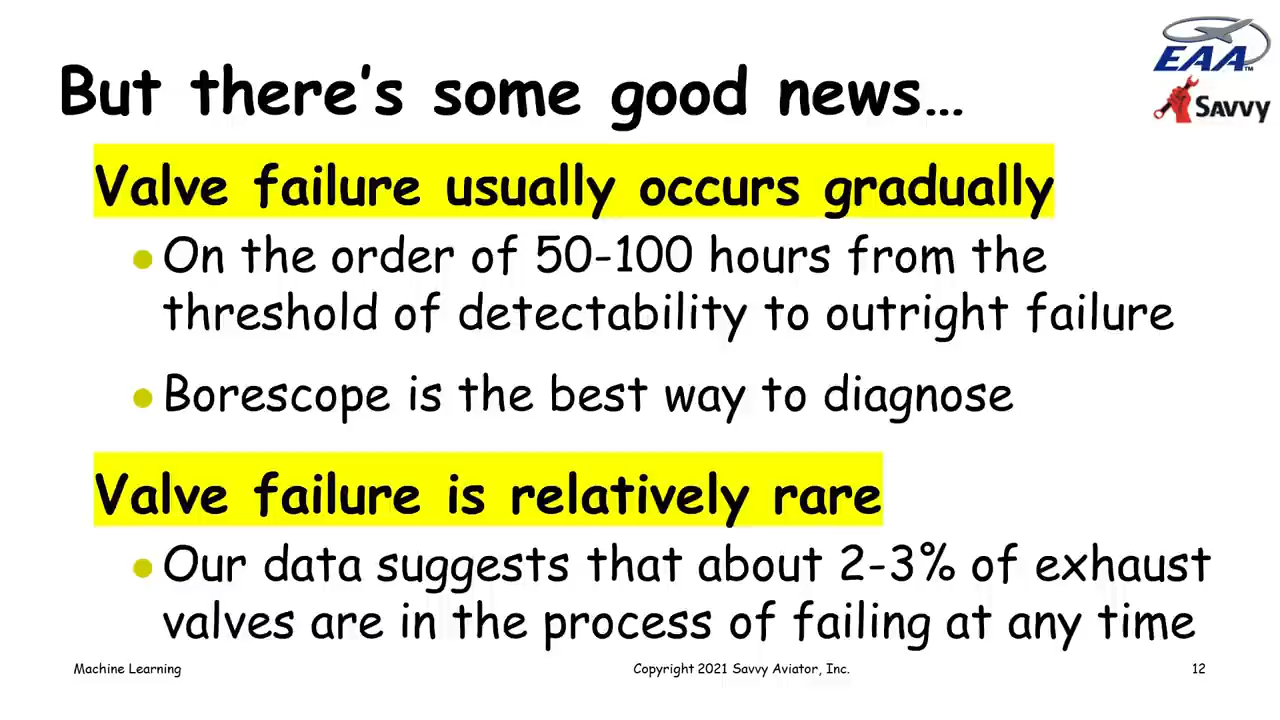 EAA™
SAVVY
But there's some good news…
Valve failure usually occurs gradually
On the order of 50-100 hours from the
threshold of detectability to outright failure
Borescope is the best way to diagnose
Valve failure is relatively rare
Our data suggests that about 2-3% of exhaust
valves are in the process of failing at any time
Machine Learning
Copyright 2021 Savvy Aviator, Inc.
12